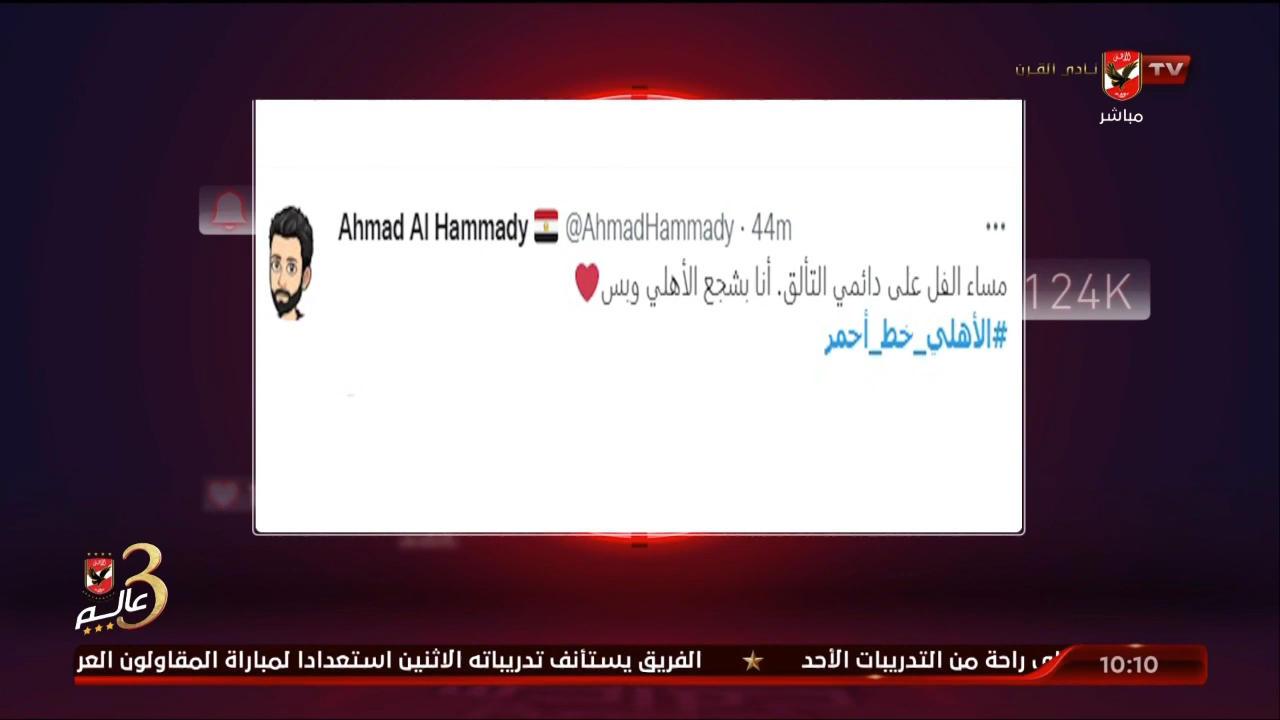 نادي القرن
TV
مباشر
Ahmad Al Hammady @AhmadHammady · 44m
مساء الفل على دائمي التألق. أنا بشجع الأهلي وبس
#الأهلي_خط_أحمر
124K
3
عالم
راحة من التدريبات الأحد
الفريق يستأنف تدريباته الاثنين استعدادا لمباراة المقاولون
10:10